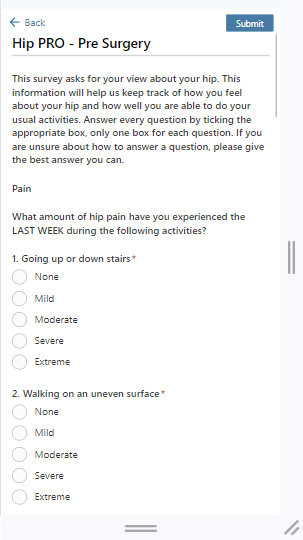 Back
Submit
Hip PRO - Pre Surgery
This survey asks for your view about your hip. This
information will help us keep track of how you feel
about your hip and how well you are able to do your
usual activities. Answer every question by ticking the
appropriate box, only one box for each question. If you
are unsure about how to answer a question, please give
the best answer you can.
Pain
What amount of hip pain have you experienced the
LAST WEEK during the following activities?
1. Going up or down stairs*
None
Mild
Moderate
Severe
Extreme
2. Walking on an uneven surface*
None
Mild
Moderate
Severe
Extreme